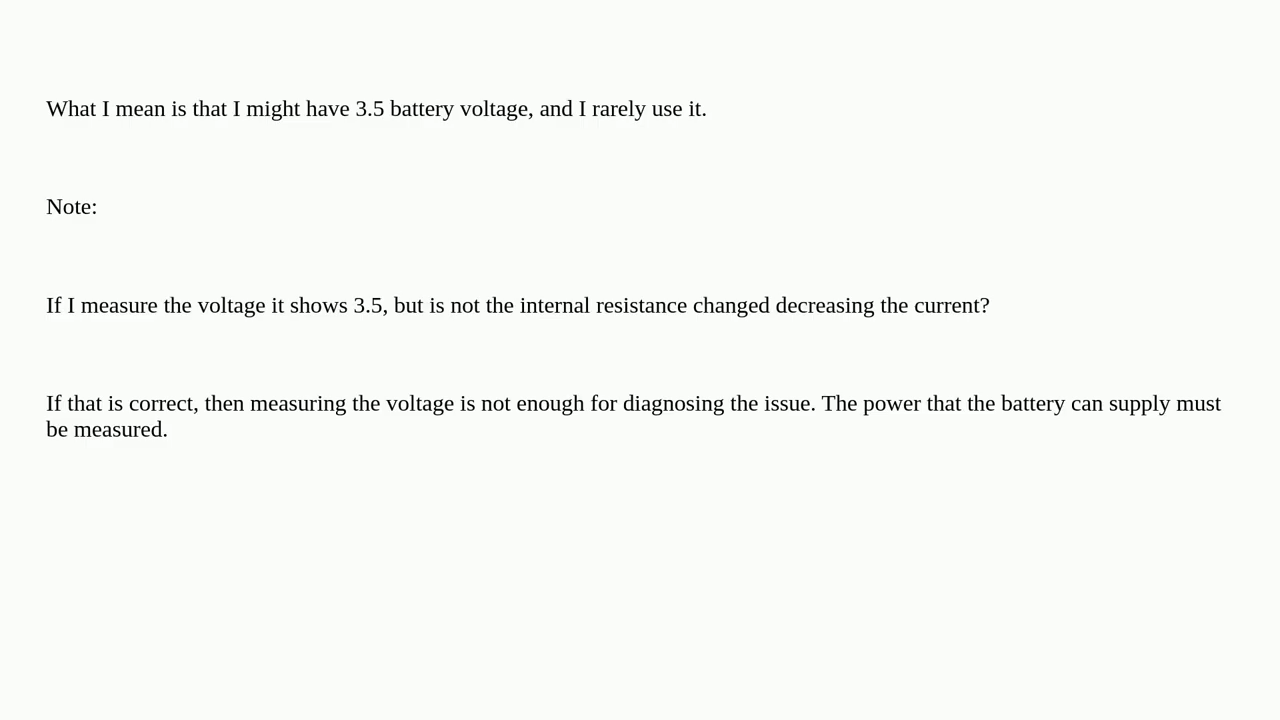 What I mean is that I might have 3.5 battery voltage, and I rarely use it.
Note:
If I measure the voltage it shows 3.5, but is not the internal resistance changed decreasing the current?
If that is correct, then measuring the voltage is not enough for diagnosing the issue. The power that the battery can supply must
be measured.